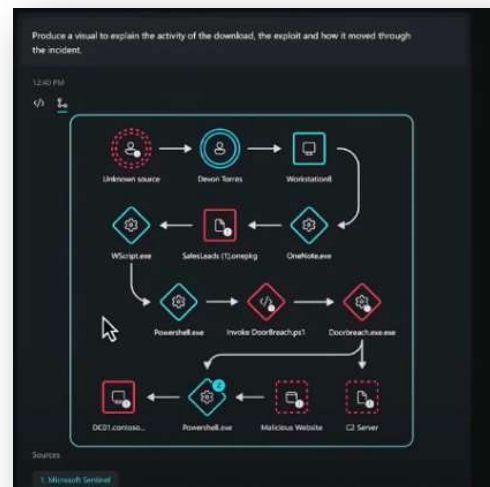 Produce a visual to explain the activity of the download, the exploit and how it moved through
the incident.
12:40 PM
Unknown source
Devon Torres
Workstation8
WScript.exe
SalesLeads (1).onepkg
OneNote.exe
Powershell.exe
Invoke DoorBreach.ps1
Doorbreach.exe.exe
2
DC01.contoso...
Powershell.exe
Malicious Website
C2 Server
Sources
1. Microsoft Sentinel